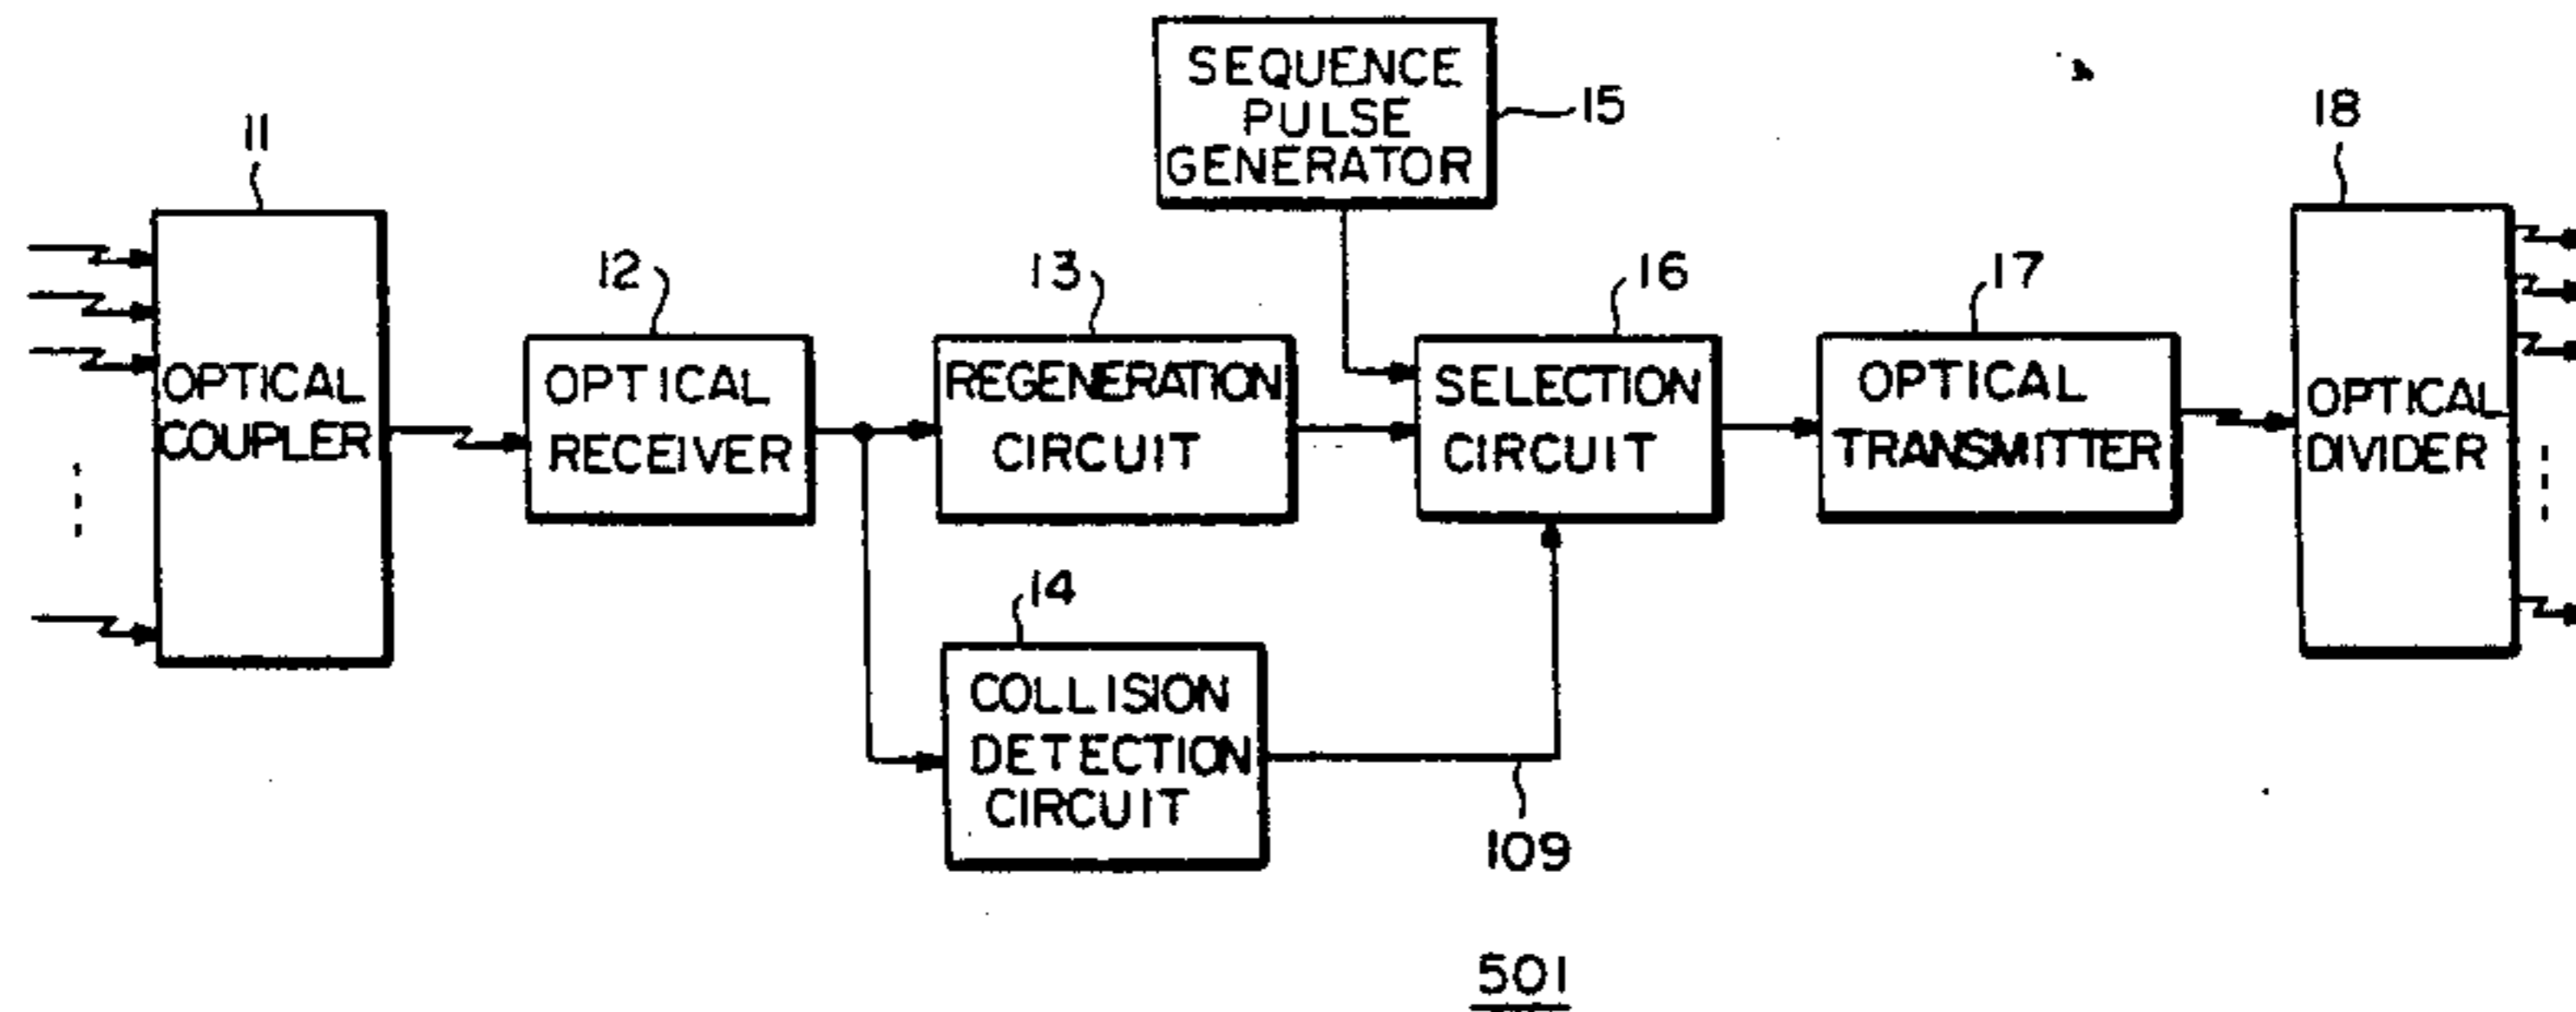 SEQUENCE
PULSE
GENERATOR
15
11
18
12
13
16
17
OPTICAL
COUPLER
OPTICAL
RECEIVER
REGENERATION
CIRCUIT
SELECTION
CIRCUIT
OPTICAL
TRANSMITTER
OPTICAL
DIVIDER
14
COLLISION
DETECTION
CIRCUIT
109
501